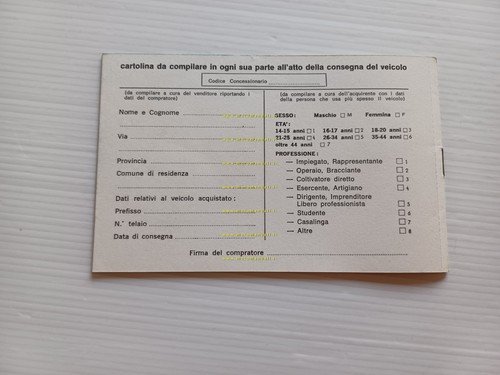 cartolina da compilare in ogni sua parte all'atto della consegna del veicolo
Codice Concessionario
(da compilare a cura del venditore riportando i
dati del compratore)
Nome e Cognome
Via
Provincia
Comune di residenza
Dati relativi al veicolo acquistato:
Prefisso
N.° telaio
Data di consegna
(da compilare a cura dell'acquirente con i dati
della persona che usa più spesso il veicolo)
SESSO: Maschio M Femmina F
ETA':
14-15 anni 1 16-17 anni 2 18-20 anni 3
21-25 anni 4 26-34 anni 5 35-44 anni 6
oltre 44 anni 7
PROFESSIONE:
— Impiegato, Rappresentante 1
— Operaio, Bracciante 2
— Coltivatore diretto 3
— Esercente, Artigiano 4
— Dirigente, Imprenditore
Libero professionista 5
— Studente 6
— Casalinga 7
— Altre 8
Firma del compratore